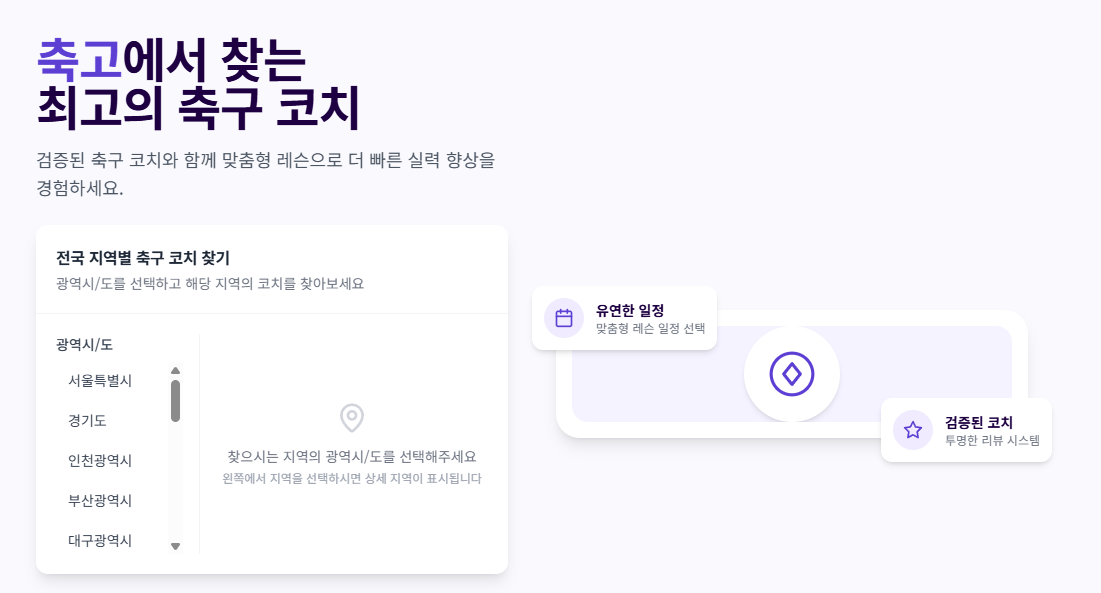 축고에서 찾는
최고의 축구 코치
검증된 축구 코치와 함께 맞춤형 레슨으로 더 빠른 실력 향상을
경험하세요.
전국 지역별 축구 코치 찾기
광역시/도를 선택하고 해당 지역의 코치를 찾아보세요
광역시/도
서울특별시
경기도
인천광역시
부산광역시
대구광역시
찾으시는 지역의 광역시/도를 선택해주세요
왼쪽에서 지역을 선택하시면 상세 지역이 표시됩니다
유연한 일정
맞춤형 레슨 일정 선택
검증된 코치
투명한 리뷰 시스템